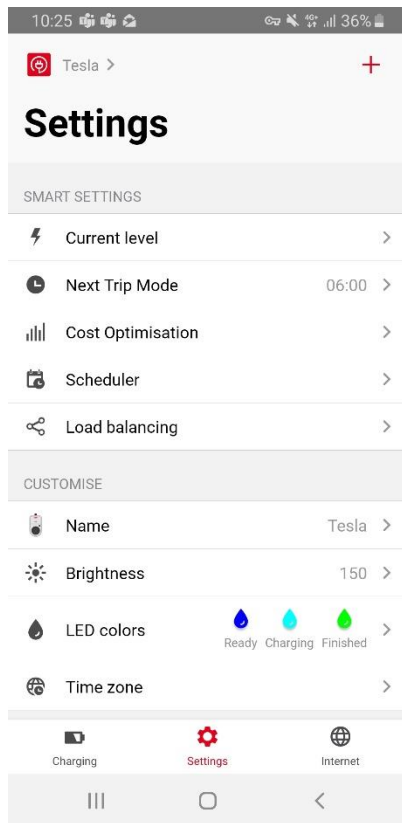 10:25 36%
Tesla >
Settings
SMART SETTINGS
Current level
Next Trip Mode 06:00
Cost Optimisation
Scheduler
Load balancing
CUSTOMISE
Name Tesla
Brightness 150
LED colors Ready Charging Finished
Time zone
Charging Settings Internet